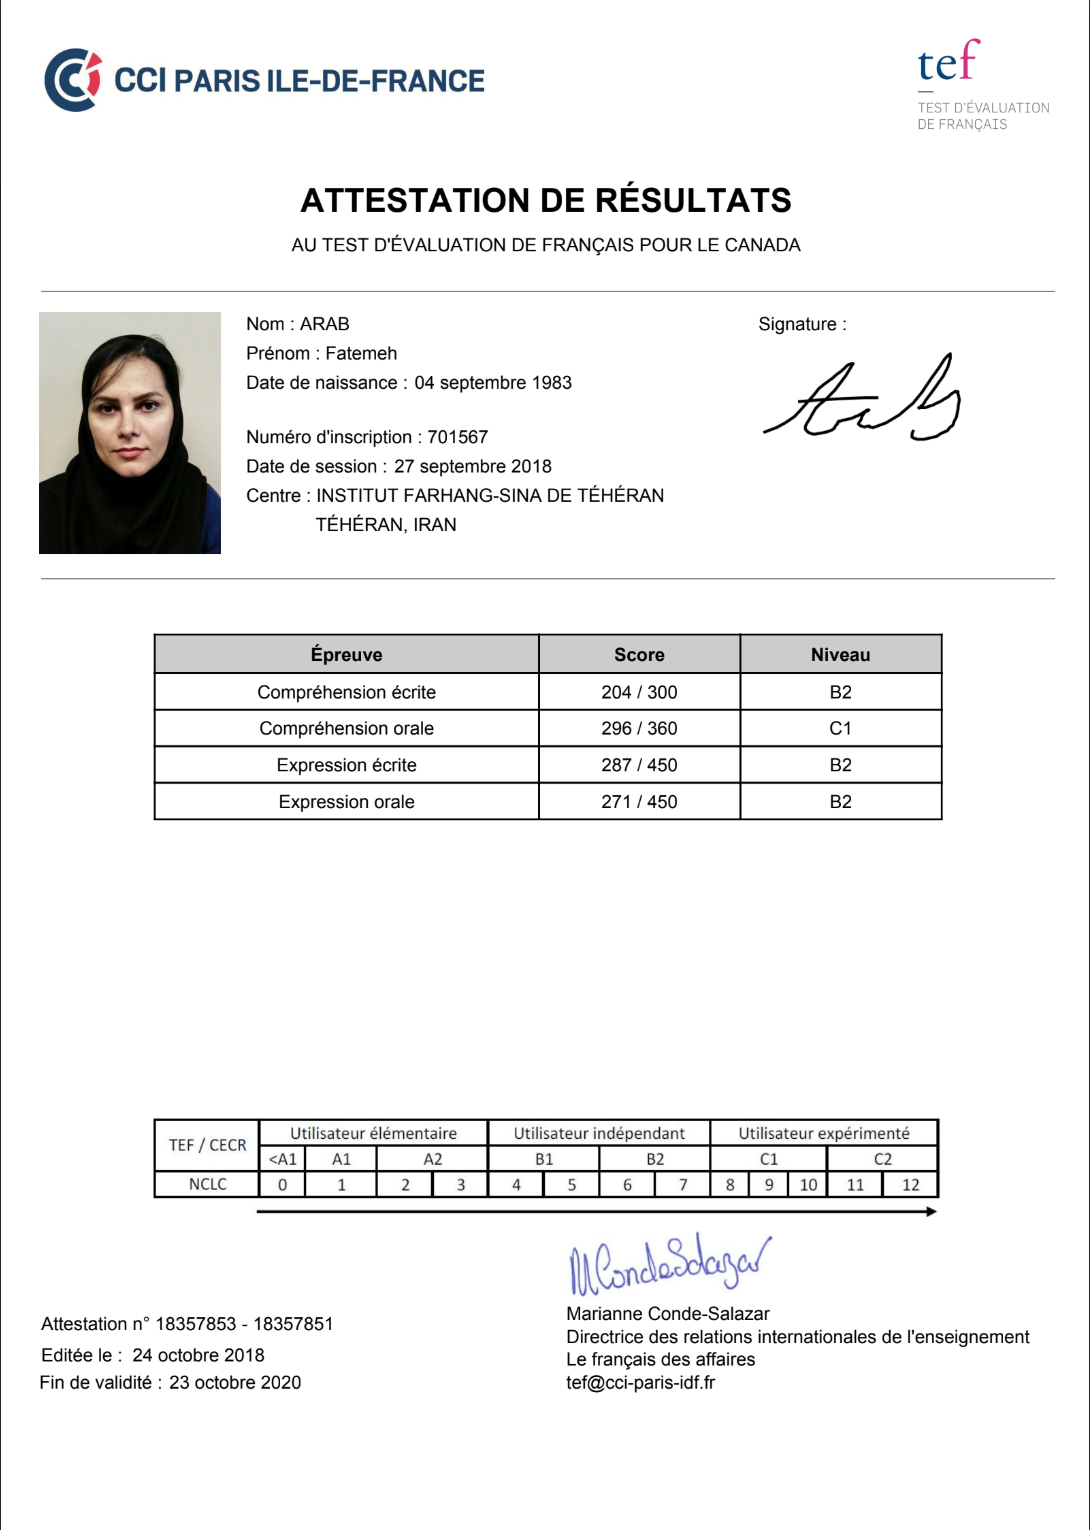 CCI PARIS ILE-DE-FRANCE
tef
TEST D'ÉVALUATION
DE FRANÇAIS
ATTESTATION DE RÉSULTATS
AU TEST D'ÉVALUATION DE FRANÇAIS POUR LE CANADA
Nom : ARAB
Prénom : Fatemeh
Date de naissance : 04 septembre 1983
Numéro d'inscription : 701567
Date de session : 27 septembre 2018
Centre : INSTITUT FARHANG-SINA DE TÉHÉRAN
TÉHÉRAN, IRAN
Signature :
Arab
Épreuve Score Niveau
Compréhension écrite 204 / 300 B2
Compréhension orale 296 / 360 C1
Expression écrite 287 / 450 B2
Expression orale 271 / 450 B2
TEF / CECR Utilisateur élémentaire Utilisateur indépendant Utilisateur expérimenté
<A1 A1 A2 B1 B2 C1 C2
NCLC 0 1 2 3 4 5 6 7 8 9 10 11 12
MCondeSalazar
Marianne Conde-Salazar
Directrice des relations internationales de l'enseignement
Le français des affaires
tef@cci-paris-idf.fr
Attestation n° 18357853 - 18357851
Editée le : 24 octobre 2018
Fin de validité : 23 octobre 2020